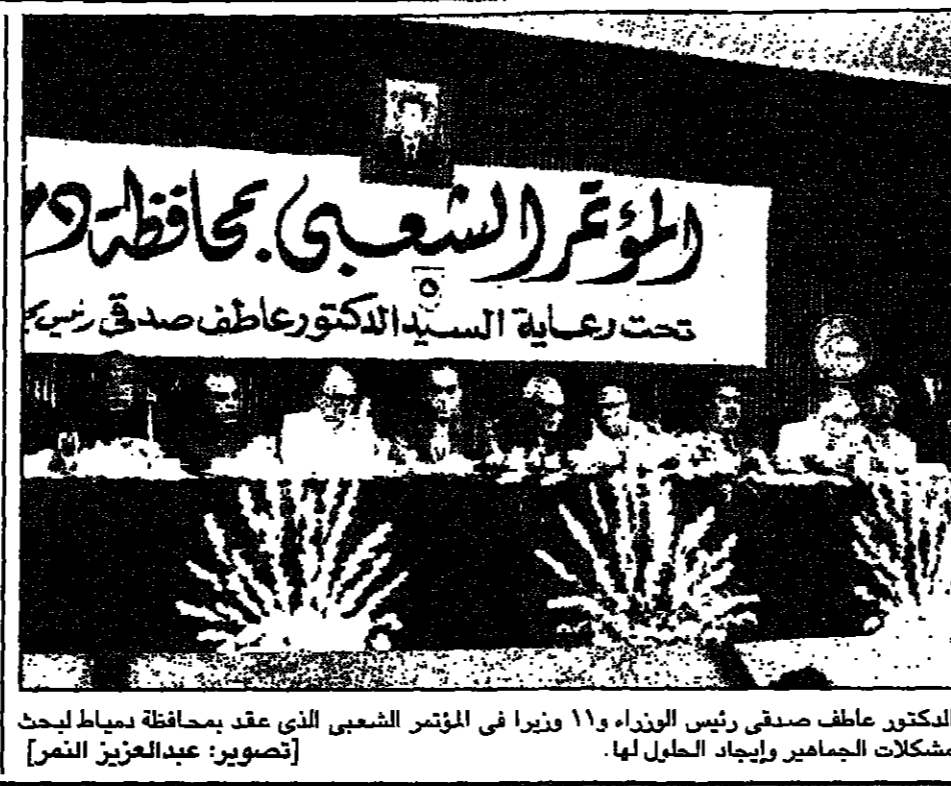 المؤتمر الشعبى بمحافظة
تحت رعاية السيد الدكتور عاطف صدقى رئيس
الدكتور عاطف صدقى رئيس الوزراء و١١ وزيرا فى المؤتمر الشعبى الذى عقد بمحافظة دمياط لبحث
مشكلات الجماهير وإيجاد الحلول لها.
[تصوير: عبدالعزيز النمر]